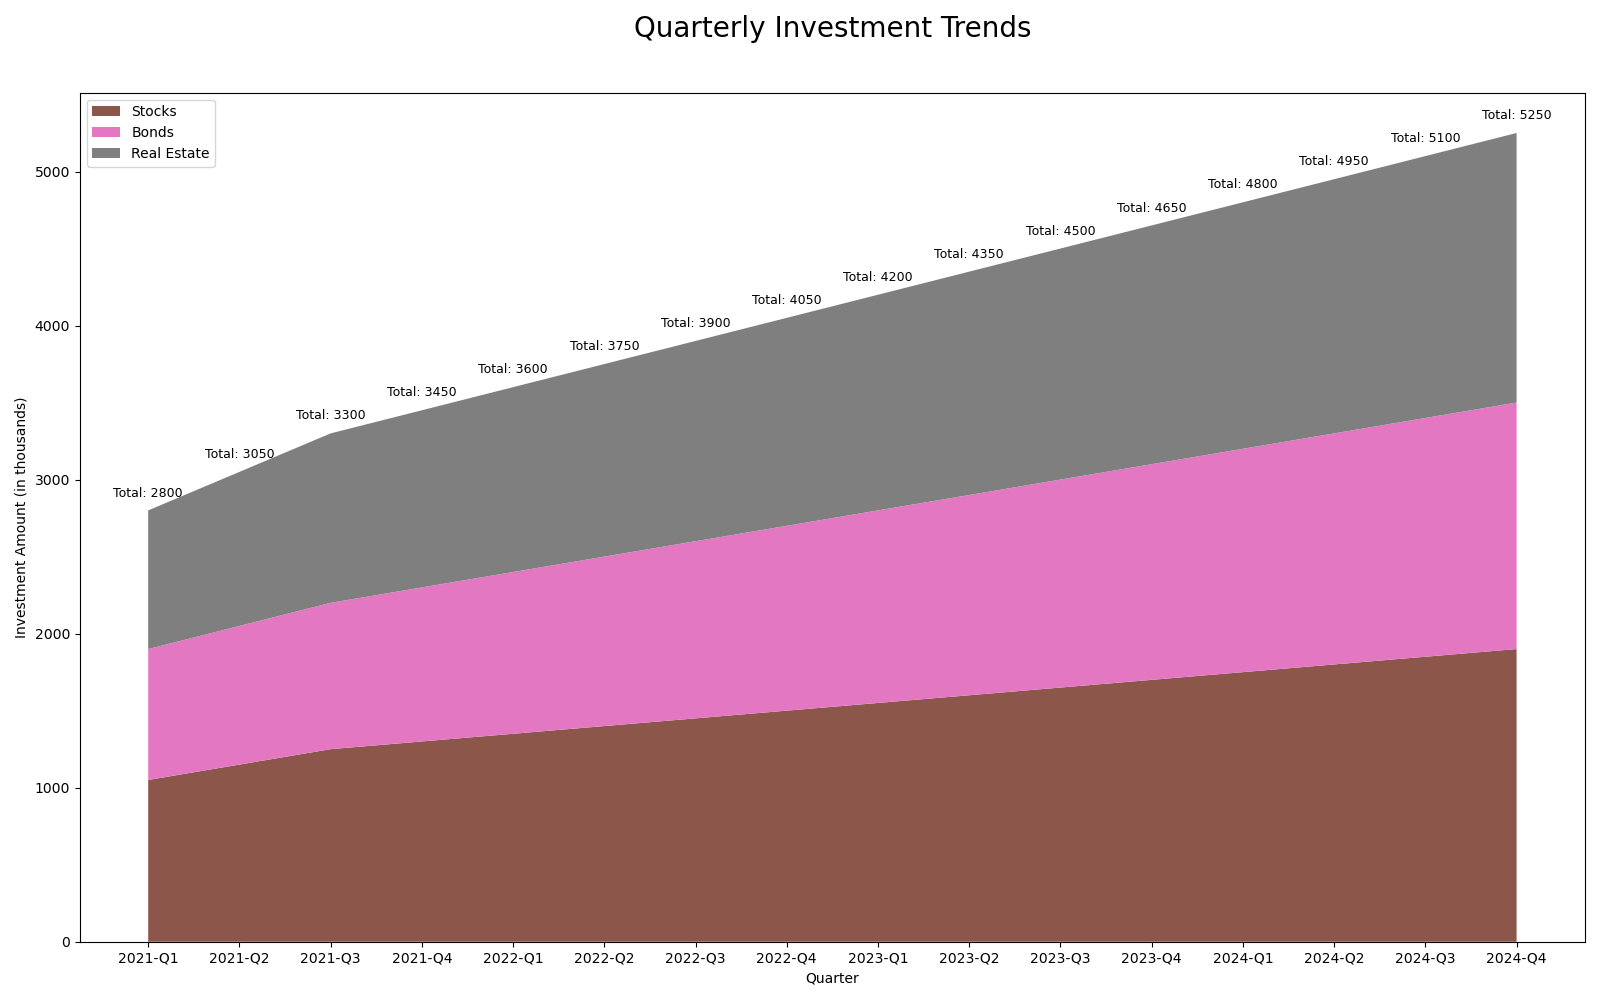 Quarterly Investment Trends
Stocks
Bonds
Real Estate
Total: 2800
Total: 3050
Total: 3300
Total: 3450
Total: 3600
Total: 3750
Total: 3900
Total: 4050
Total: 4200
Total: 4350
Total: 4500
Total: 4650
Total: 4800
Total: 4950
Total: 5100
Total: 5250
Investment Amount (in thousands)
5000
4000
3000
2000
1000
0
2021-Q1
2021-Q2
2021-Q3
2021-Q4
2022-Q1
2022-Q2
2022-Q3
2022-Q4
2023-Q1
2023-Q2
2023-Q3
2023-Q4
2024-Q1
2024-Q2
2024-Q3
2024-Q4
Quarter